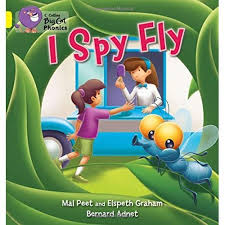 Collins
Big Cat
Phonics
I Spy Fly
Mal Peet and Elspeth Graham
Bernard Adnet